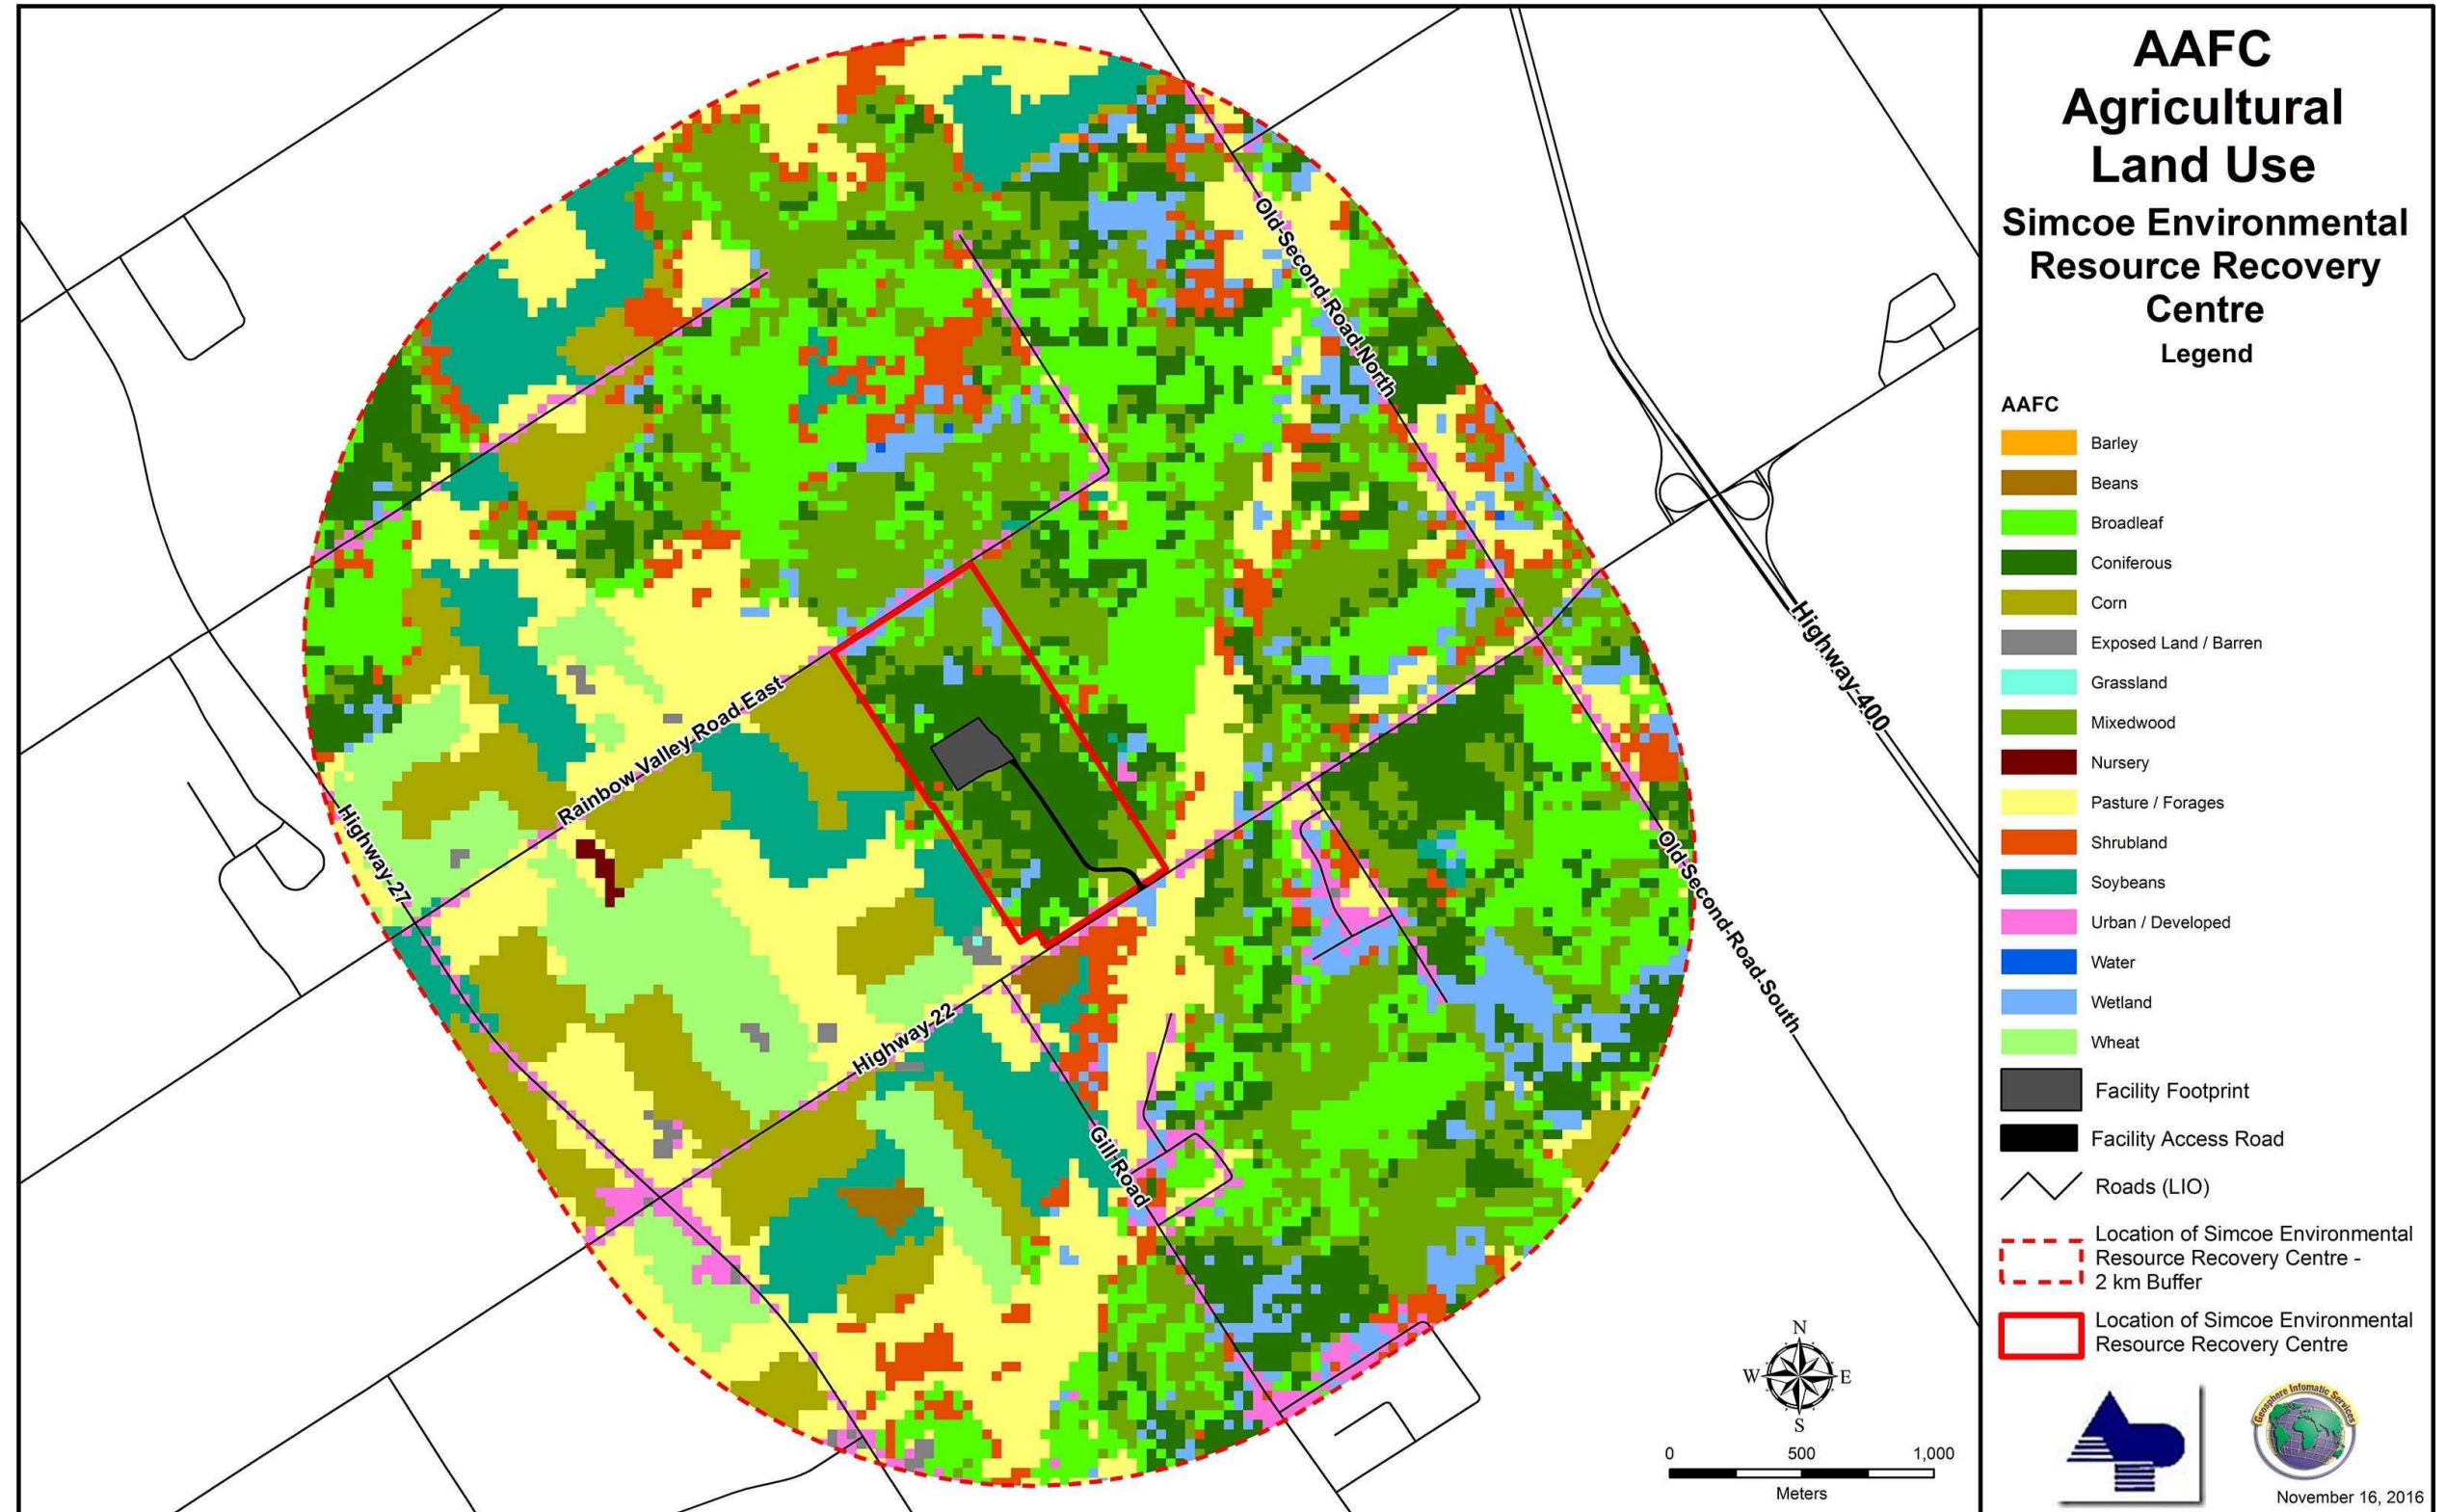 AAFC
Agricultural
Land Use
Simcoe Environmental
Resource Recovery
Centre
Legend
AAFC
Barley
Beans
Broadleaf
Coniferous
Corn
Exposed Land / Barren
Grassland
Mixedwood
Nursery
Pasture / Forages
Shrubland
Soybeans
Urban / Developed
Water
Wetland
Wheat
Facility Footprint
Facility Access Road
Roads (LIO)
Location of Simcoe Environmental
Resource Recovery Centre -
2 km Buffer
Location of Simcoe Environmental
Resource Recovery Centre
Geosphere Infomatic Services
November 16, 2016
Old Second Road North
Highway 400
Rainbow Valley Road East
Highway 27
Old Second Road South
Highway 22
Gill Road
N
W E
S
0 500 1,000
Meters